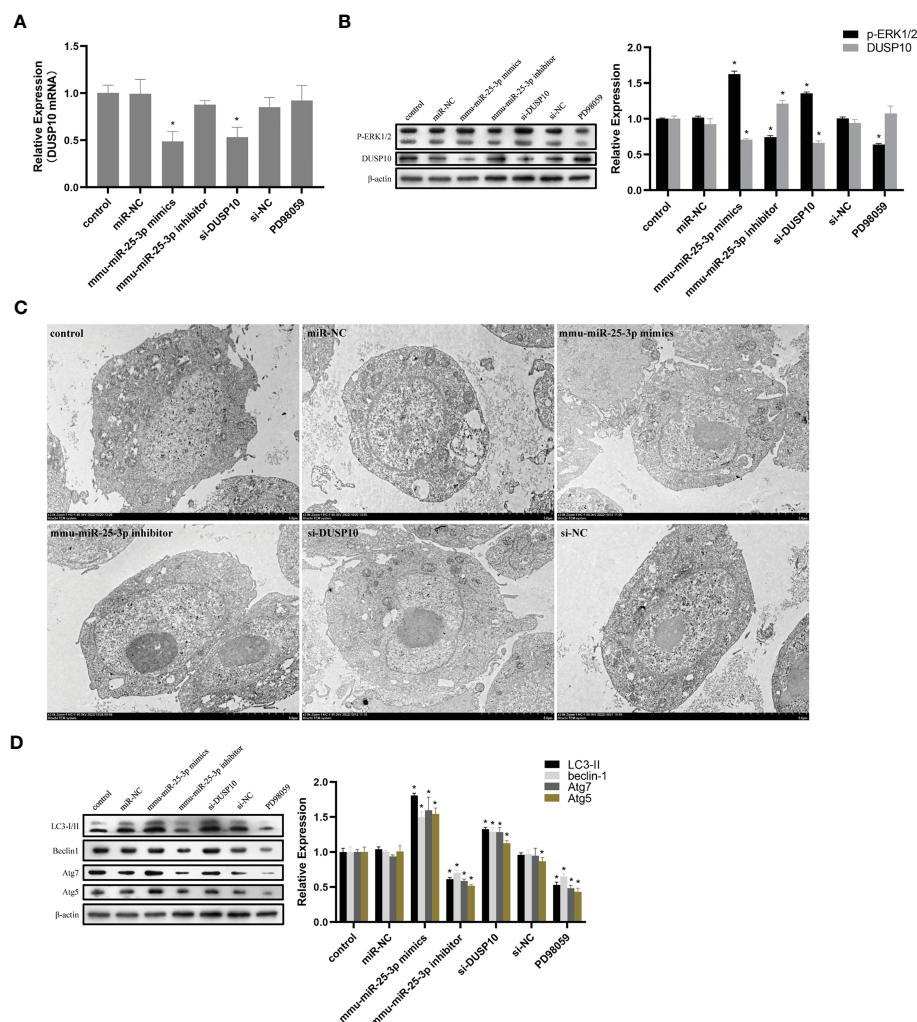 A
Relative Expression
(DUSP10 mRNA)
1.5
1.0
0.5
0.0
*
*
control
miR-NC
mmu-miR-25-3p mimics
mmu-miR-25-3p inhibitor
si-DUSP10
si-NC
PD98059
B
control
miR-NC
mmu-miR-25-3p mimics
mmu-miR-25-3p inhibitor
si-DUSP10
si-NC
PD98059
P-ERK1/2
DUSP10
β-actin
p-ERK1/2
DUSP10
Relative Expression
2.0
1.5
1.0
0.5
0.0
* * * * * * *
control
miR-NC
mmu-miR-25-3p mimics
mmu-miR-25-3p inhibitor
si-DUSP10
si-NC
PD98059
C
control
miR-NC
mmu-miR-25-3p mimics
mmu-miR-25-3p inhibitor
si-DUSP10
si-NC
D
control
miR-NC
mmu-miR-25-3p mimics
mmu-miR-25-3p inhibitor
si-DUSP10
si-NC
PD98059
LC3-I/II
Beclin1
Atg7
Atg5
β-actin
LC3-II
beclin-1
Atg7
Atg5
Relative Expression
2.0
1.5
1.0
0.5
0.0
* * * * * * * * * * * * * * * * *
control
miR-NC
mmu-miR-25-3p mimics
mmu-miR-25-3p inhibitor
si-DUSP10
si-NC
PD98059